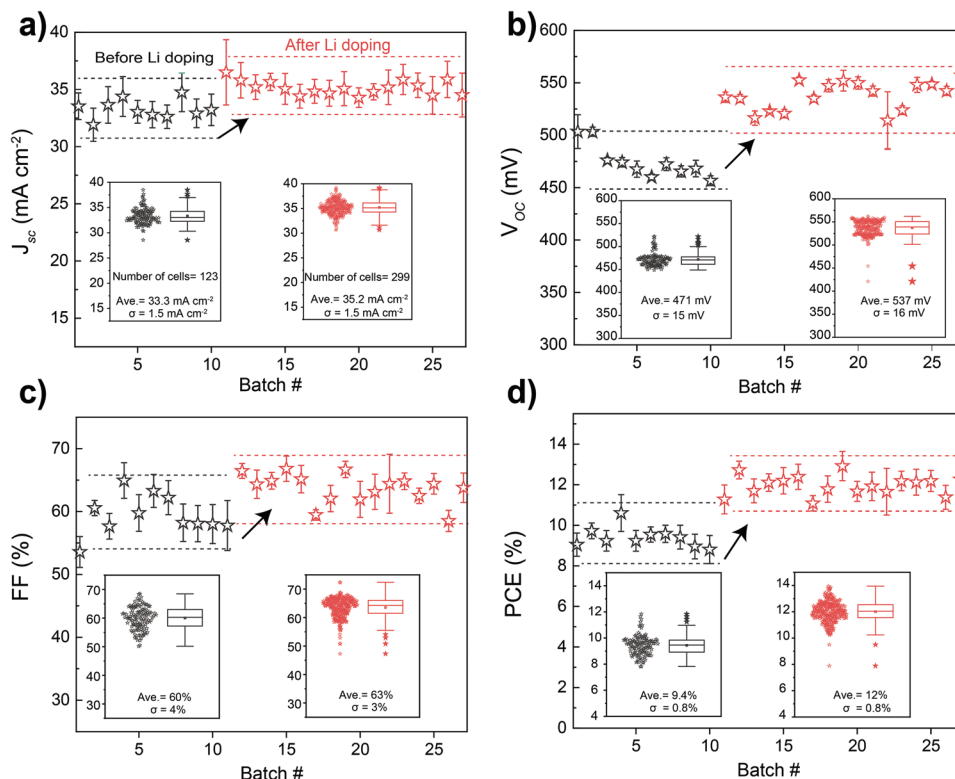 a)
40
35
30
25
20
15
Jsc (mA cm-2)
Before Li doping
After Li doping
40
35
30
25
20
15
Number of cells= 123
Ave.= 33.3 mA cm-2
σ = 1.5 mA cm-2
40
35
30
25
20
15
Number of cells= 299
Ave.= 35.2 mA cm-2
σ = 1.5 mA cm-2
5 10 15 20 25
Batch #
b)
600
550
500
450
400
350
300
VOC (mV)
600
550
500
450
400
350
300
Ave.= 471 mV
σ = 15 mV
600
550
500
450
400
350
300
Ave.= 537 mV
σ = 16 mV
5 10 15 20 25
Batch #
c)
70
60
50
40
30
FF (%)
70
60
50
40
30
Ave.= 60%
σ = 4%
70
60
50
40
30
Ave.= 63%
σ = 3%
5 10 15 20 25
Batch #
d)
14
12
10
8
6
4
2
0
PCE (%)
14
12
10
8
6
4
Ave.= 9.4%
σ = 0.8%
14
12
10
8
6
4
Ave.= 12%
σ = 0.8%
5 10 15 20 25
Batch #